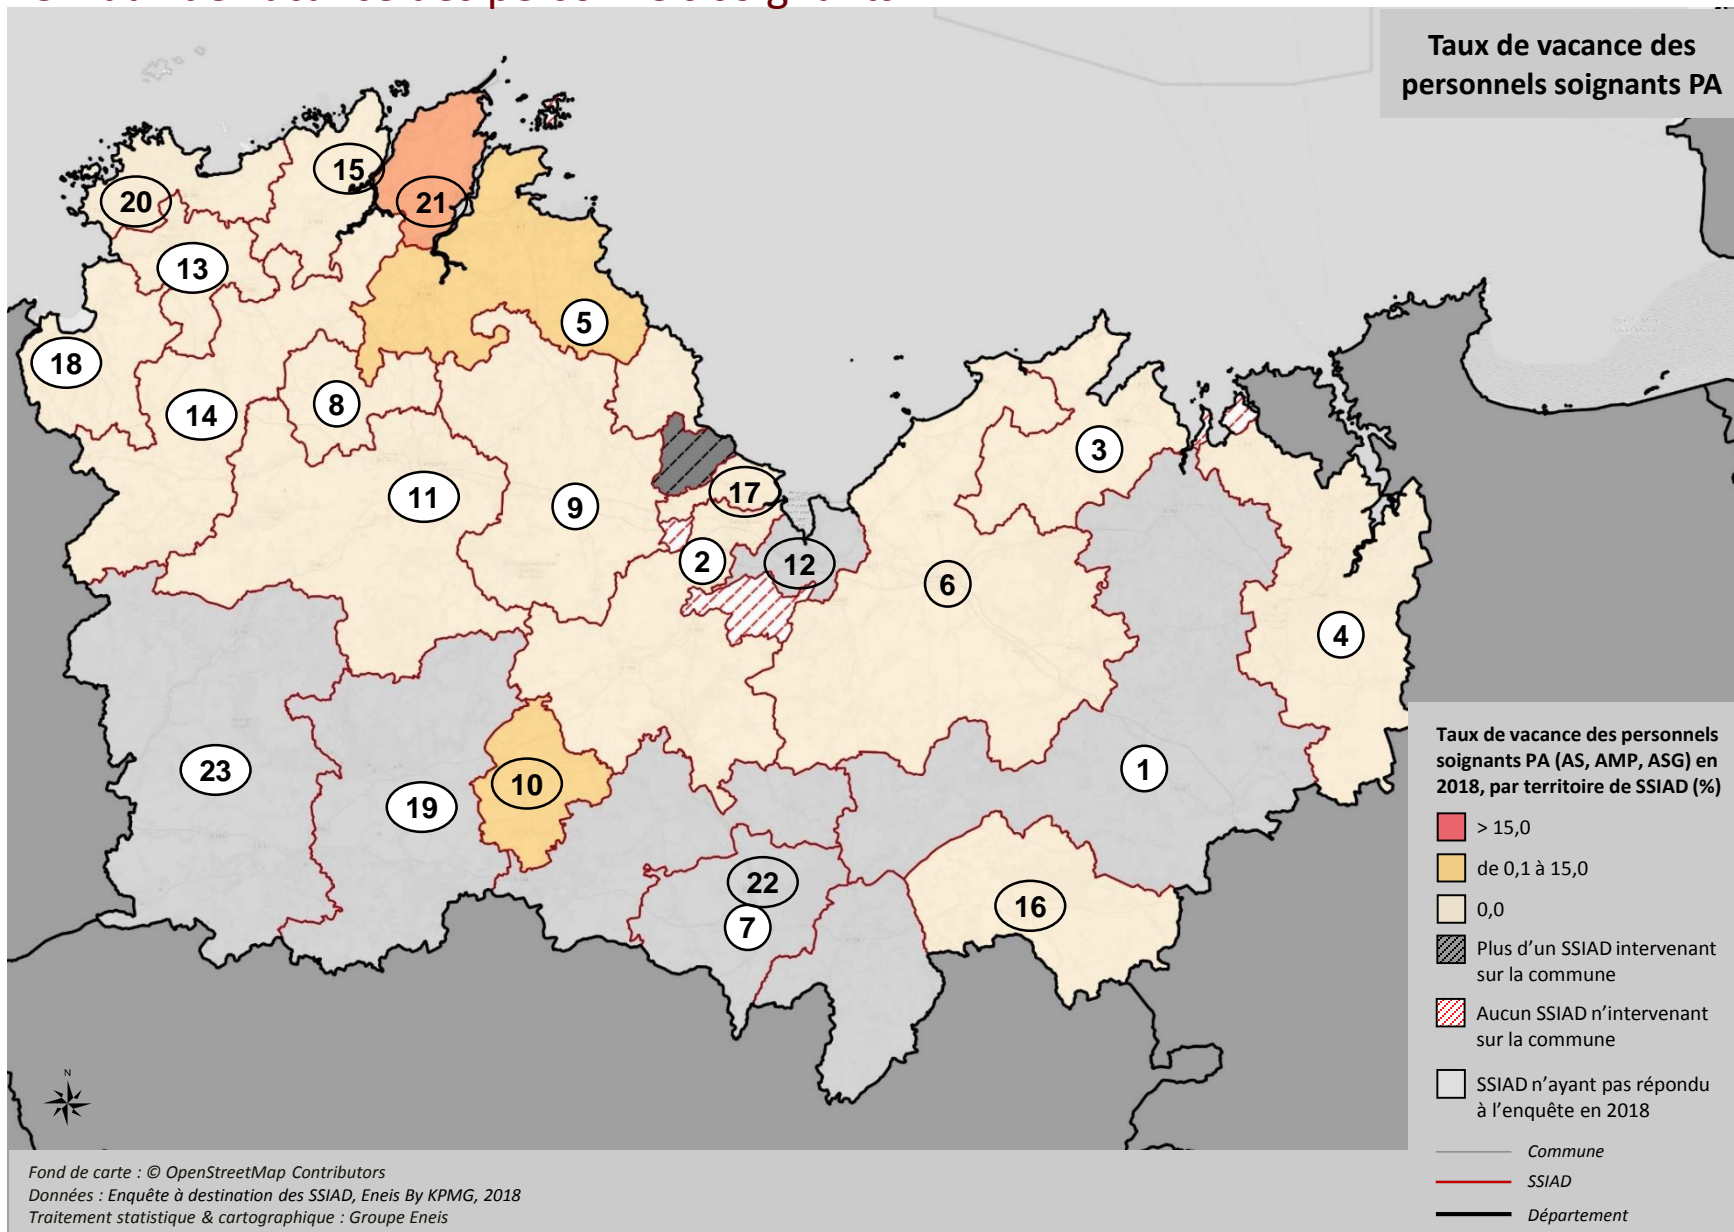 Taux de vacance des
personnels soignants PA
15
20
21
13
5
18
8
14
3
11
17
9
2
12
6
4
23
10
1
19
22
16
7
Taux de vacance des personnels
soignants PA (AS, AMP, ASG) en
2018, par territoire de SSIAD (%)
> 15,0
de 0,1 à 15,0
0,0
Plus d’un SSIAD intervenant
sur la commune
Aucun SSIAD n’intervenant
sur la commune
SSIAD n’ayant pas répondu
à l’enquête en 2018
Commune
SSIAD
Département
N
Fond de carte : © OpenStreetMap Contributors
Données : Enquête à destination des SSIAD, Eneis By KPMG, 2018
Traitement statistique & cartographique : Groupe Eneis